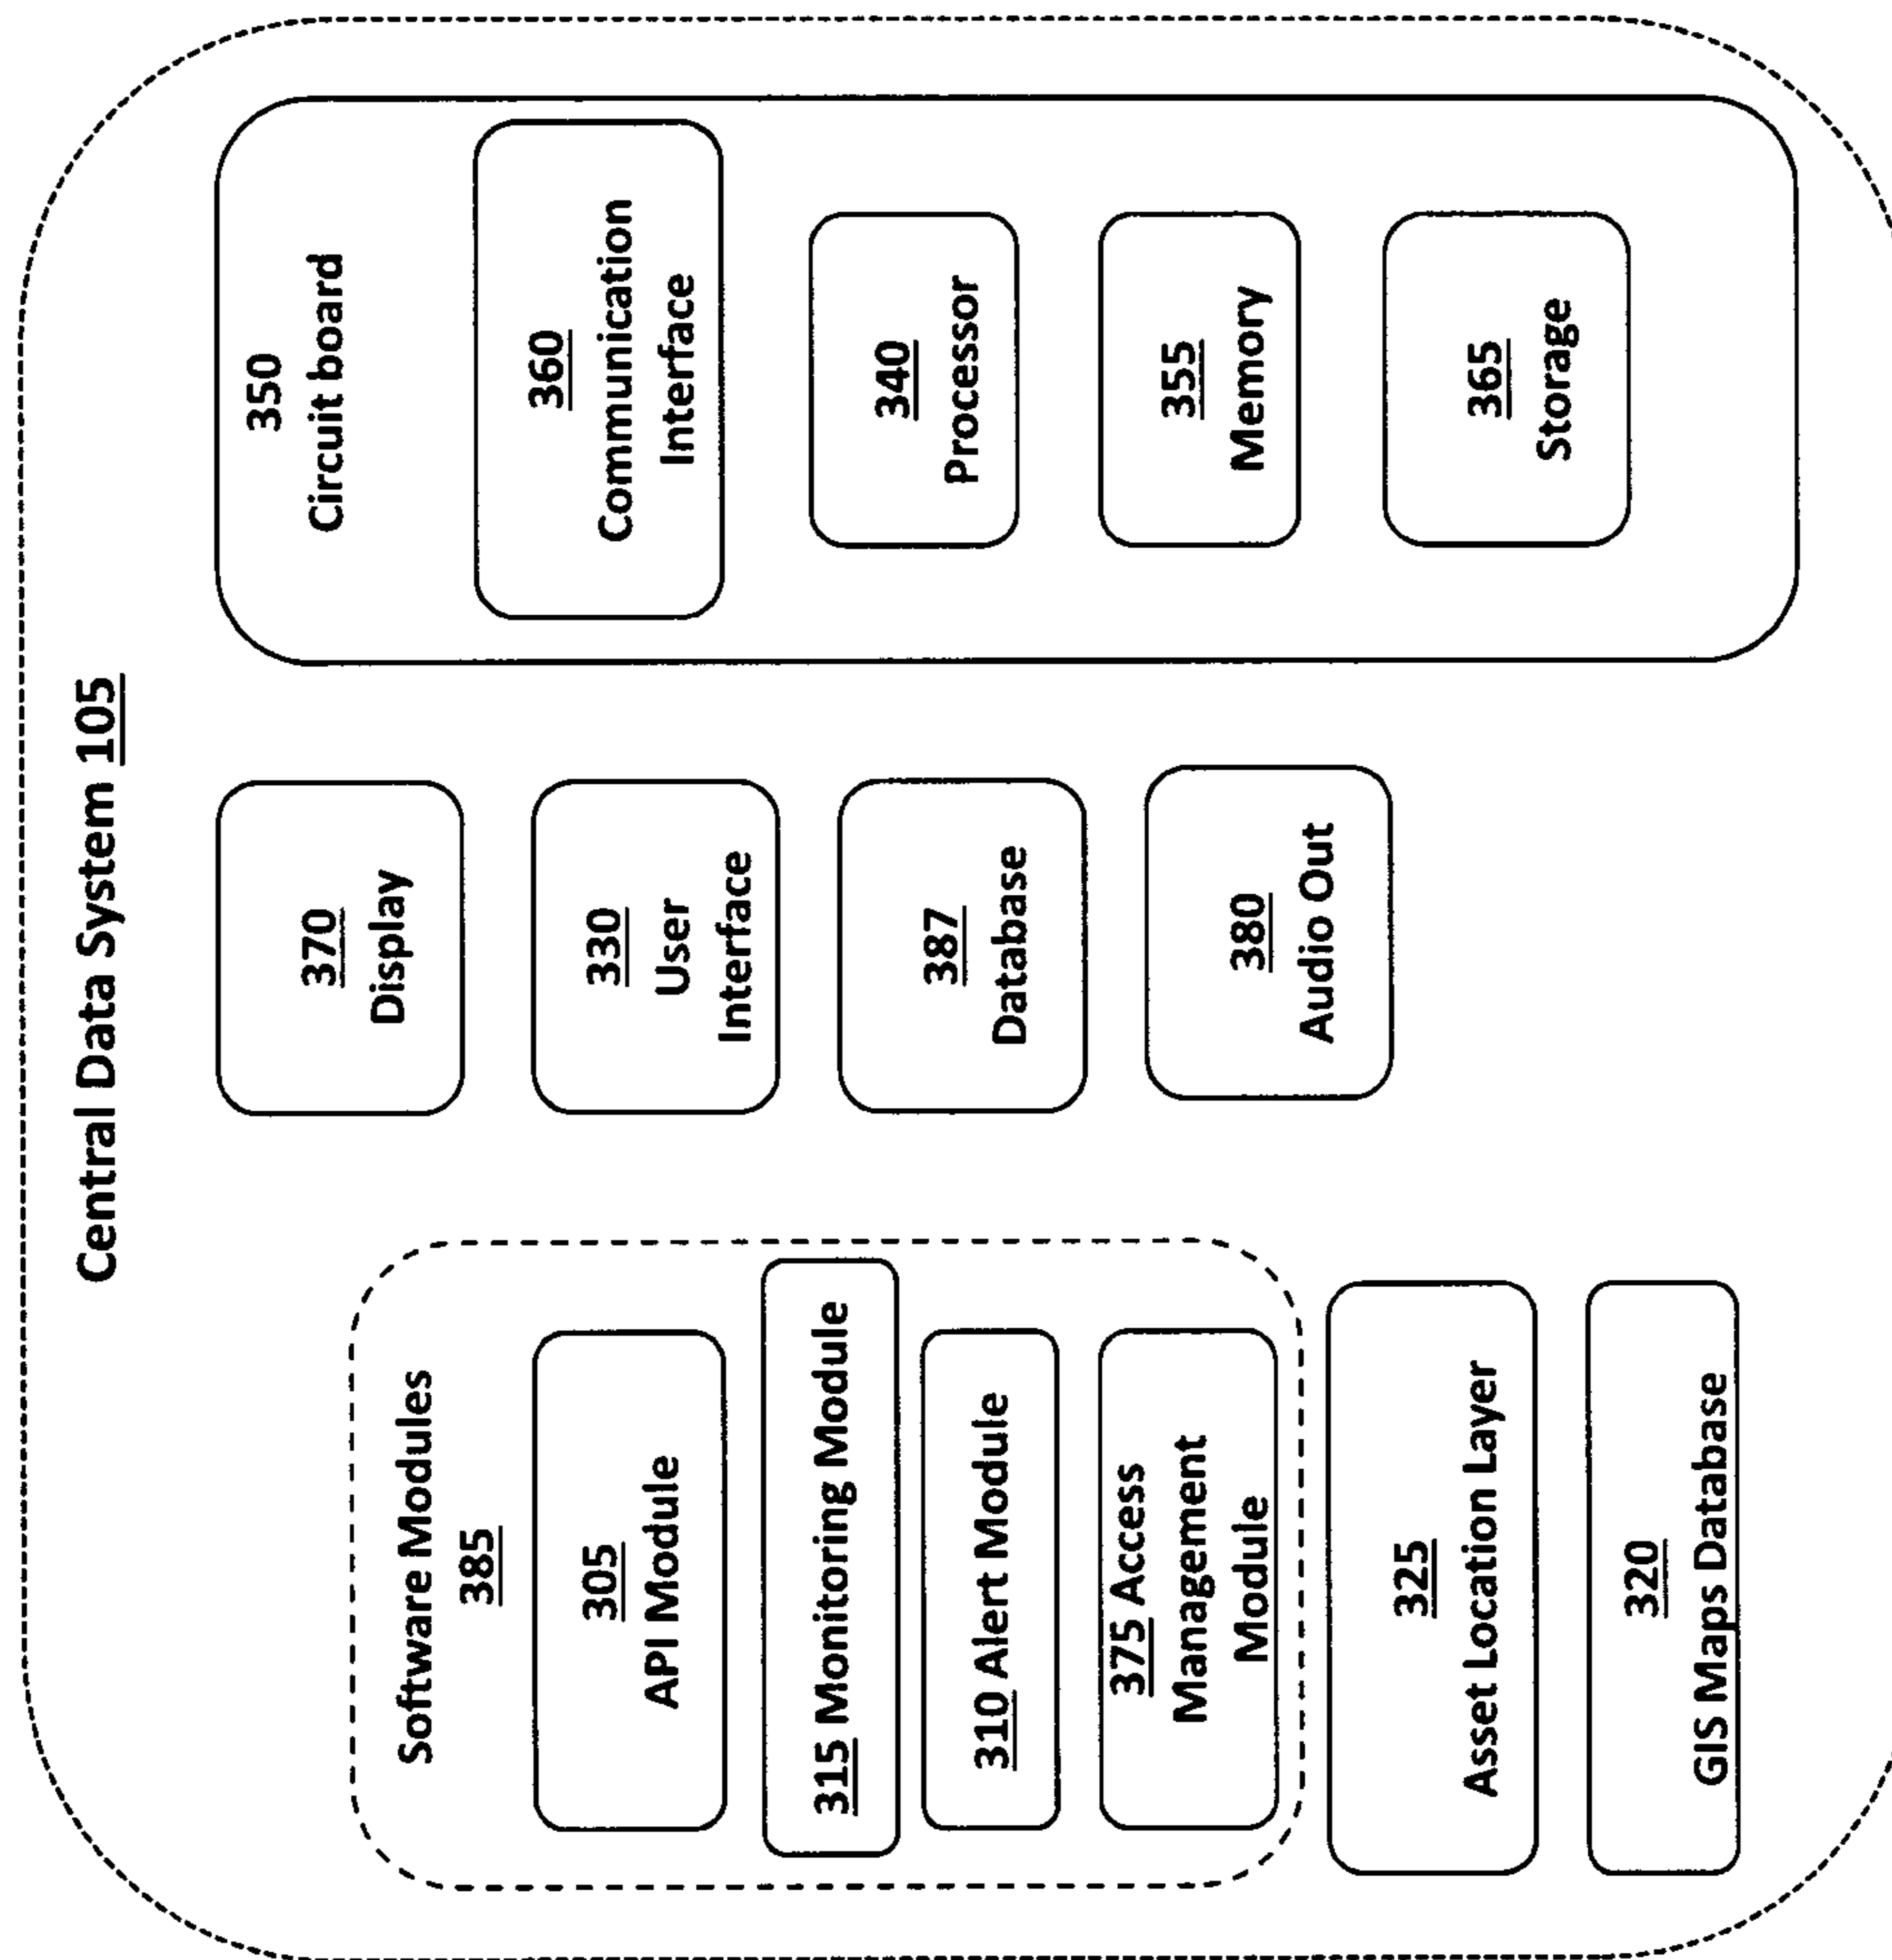 Central Data System 105
Software Modules
385
305
API Module
315 Monitoring Module
310 Alert Module
375 Access
Management
Module
325
Asset Location Layer
320
GIS Maps Database
370
Display
330
User
Interface
387
Database
380
Audio Out
350
Circuit board
360
Communication
Interface
340
Processor
355
Memory
365
Storage